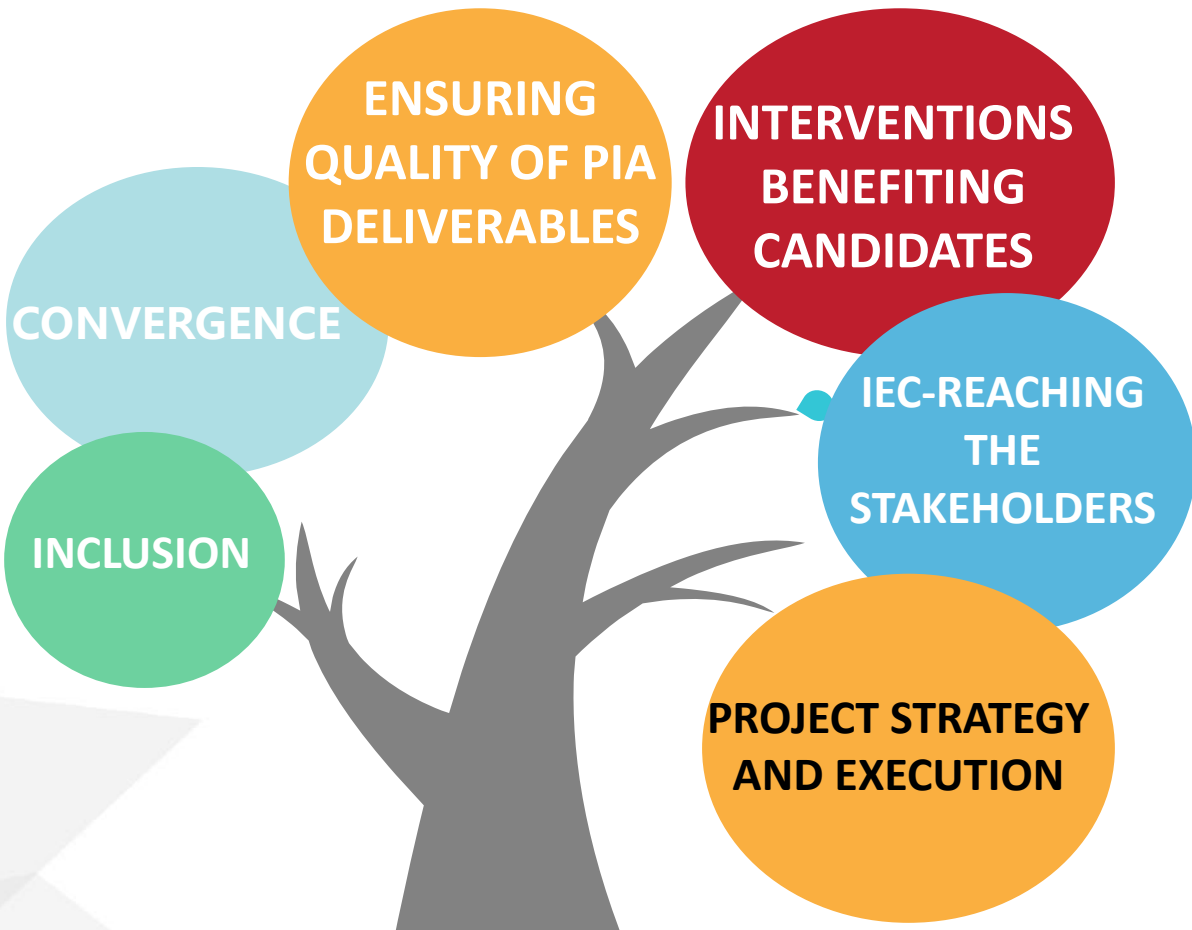 ENSURING
QUALITY OF PIA
DELIVERABLES
INTERVENTIONS
BENEFITING
CANDIDATES
CONVERGENCE
IEC-REACHING
THE
STAKEHOLDERS
INCLUSION
PROJECT STRATEGY
AND EXECUTION